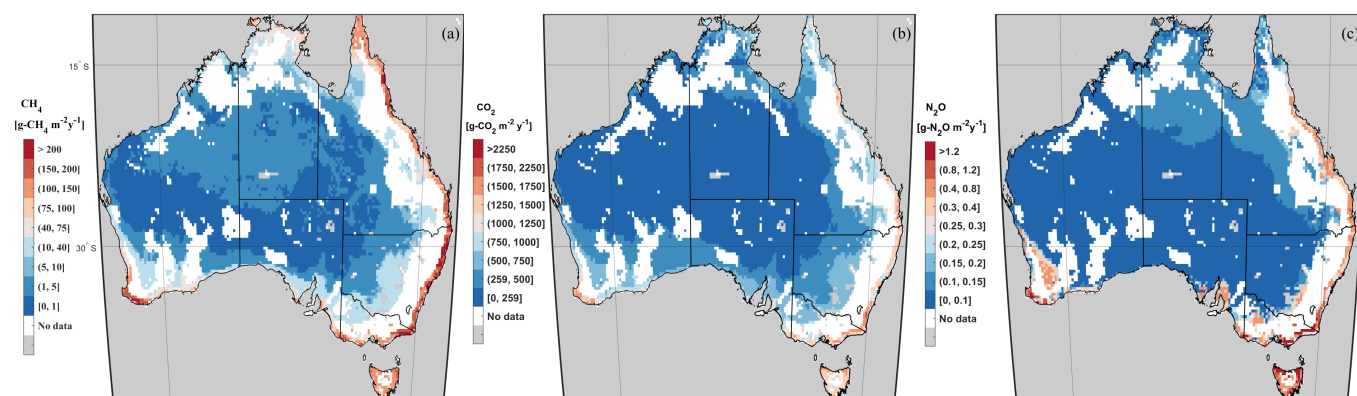 (a)
15° S
30° S
CH4
[g-CH4 m-2y-1]
> 200
(150, 200]
(100, 150]
(75, 100]
(40, 75]
(10, 40]
(5, 10]
(1, 5]
[0, 1]
No data
(b)
CO2
[g-CO2 m-2 y-1]
>2250
(1750, 2250]
(1500, 1750]
(1250, 1500]
(1000, 1250]
(750, 1000]
(500, 750]
(259, 500]
[0, 259]
No data
(c)
N2O
[g-N2O m-2y-1]
>1.2
(0.8, 1.2]
(0.4, 0.8]
(0.3, 0.4]
(0.25, 0.3]
(0.2, 0.25]
(0.15, 0.2]
(0.1, 0.15]
[0, 0.1]
No data